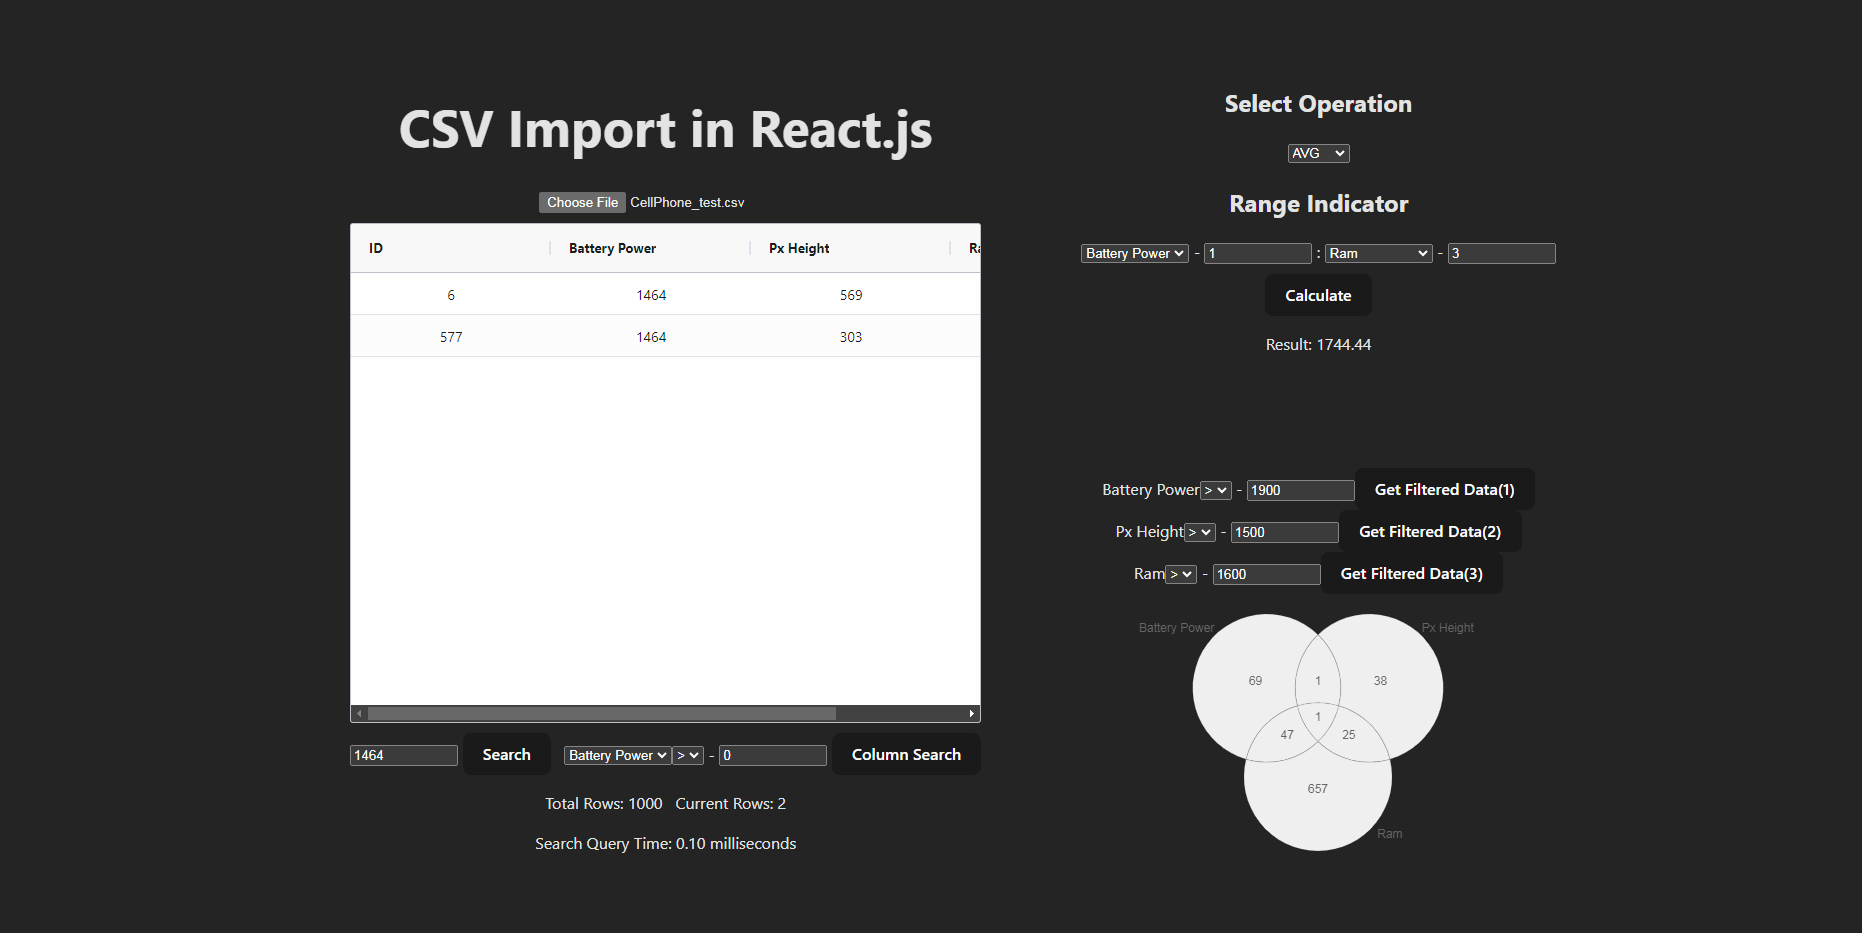 CSV Import in React.js
Choose File CellPhone_test.csv
ID Battery Power Px Height Ra
6 1464 569
577 1464 303
1464 Search Battery Power > - 0 Column Search
Total Rows: 1000 Current Rows: 2
Search Query Time: 0.10 milliseconds
Select Operation
AVG
Range Indicator
Battery Power - 1 : Ram - 3
Calculate
Result: 1744.44
Battery Power > - 1900 Get Filtered Data(1)
Px Height > - 1500 Get Filtered Data(2)
Ram > - 1600 Get Filtered Data(3)
Battery Power Px Height
69 1 38
1
47 25
657
Ram